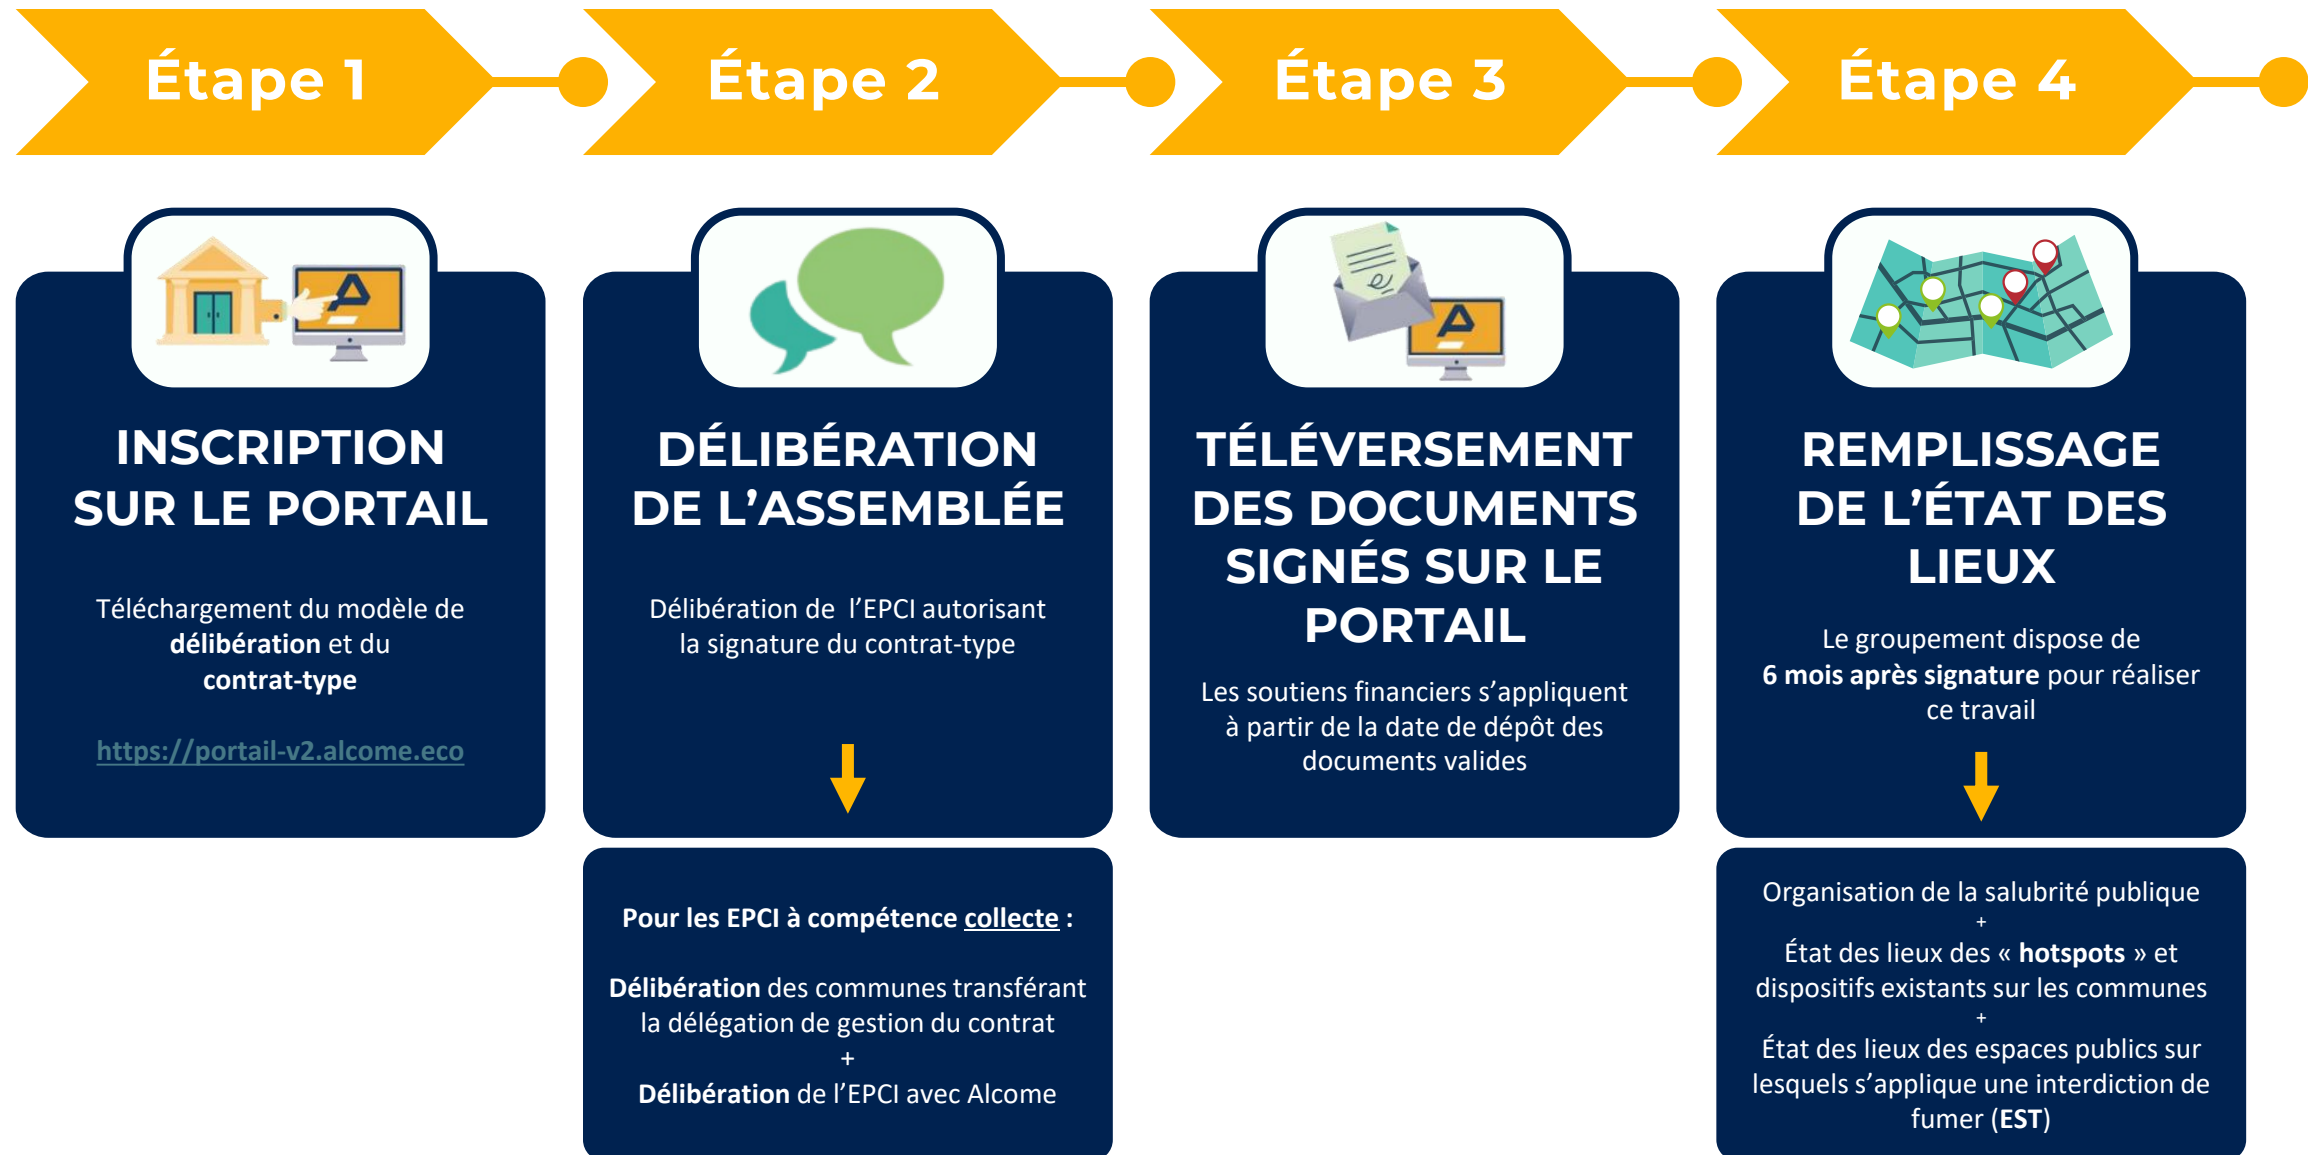 Étape 1
Étape 2
Étape 3
Étape 4
INSCRIPTION
SUR LE PORTAIL
Téléchargement du modèle de
délibération et du
contrat-type
https://portail-v2.alcome.eco
DÉLIBÉRATION
DE L’ASSEMBLÉE
Délibération de l’EPCI autorisant
la signature du contrat-type
Pour les EPCI à compétence collecte :
Délibération des communes transférant
la délégation de gestion du contrat
+
Délibération de l’EPCI avec Alcome
TÉLÉVERSEMENT
DES DOCUMENTS
SIGNÉS SUR LE
PORTAIL
Les soutiens financiers s’appliquent
à partir de la date de dépôt des
documents valides
REMPLISSAGE
DE L’ÉTAT DES
LIEUX
Le groupement dispose de
6 mois après signature pour réaliser
ce travail
Organisation de la salubrité publique
+
État des lieux des « hotspots » et
dispositifs existants sur les communes
+
État des lieux des espaces publics sur
lesquels s’applique une interdiction de
fumer (EST)